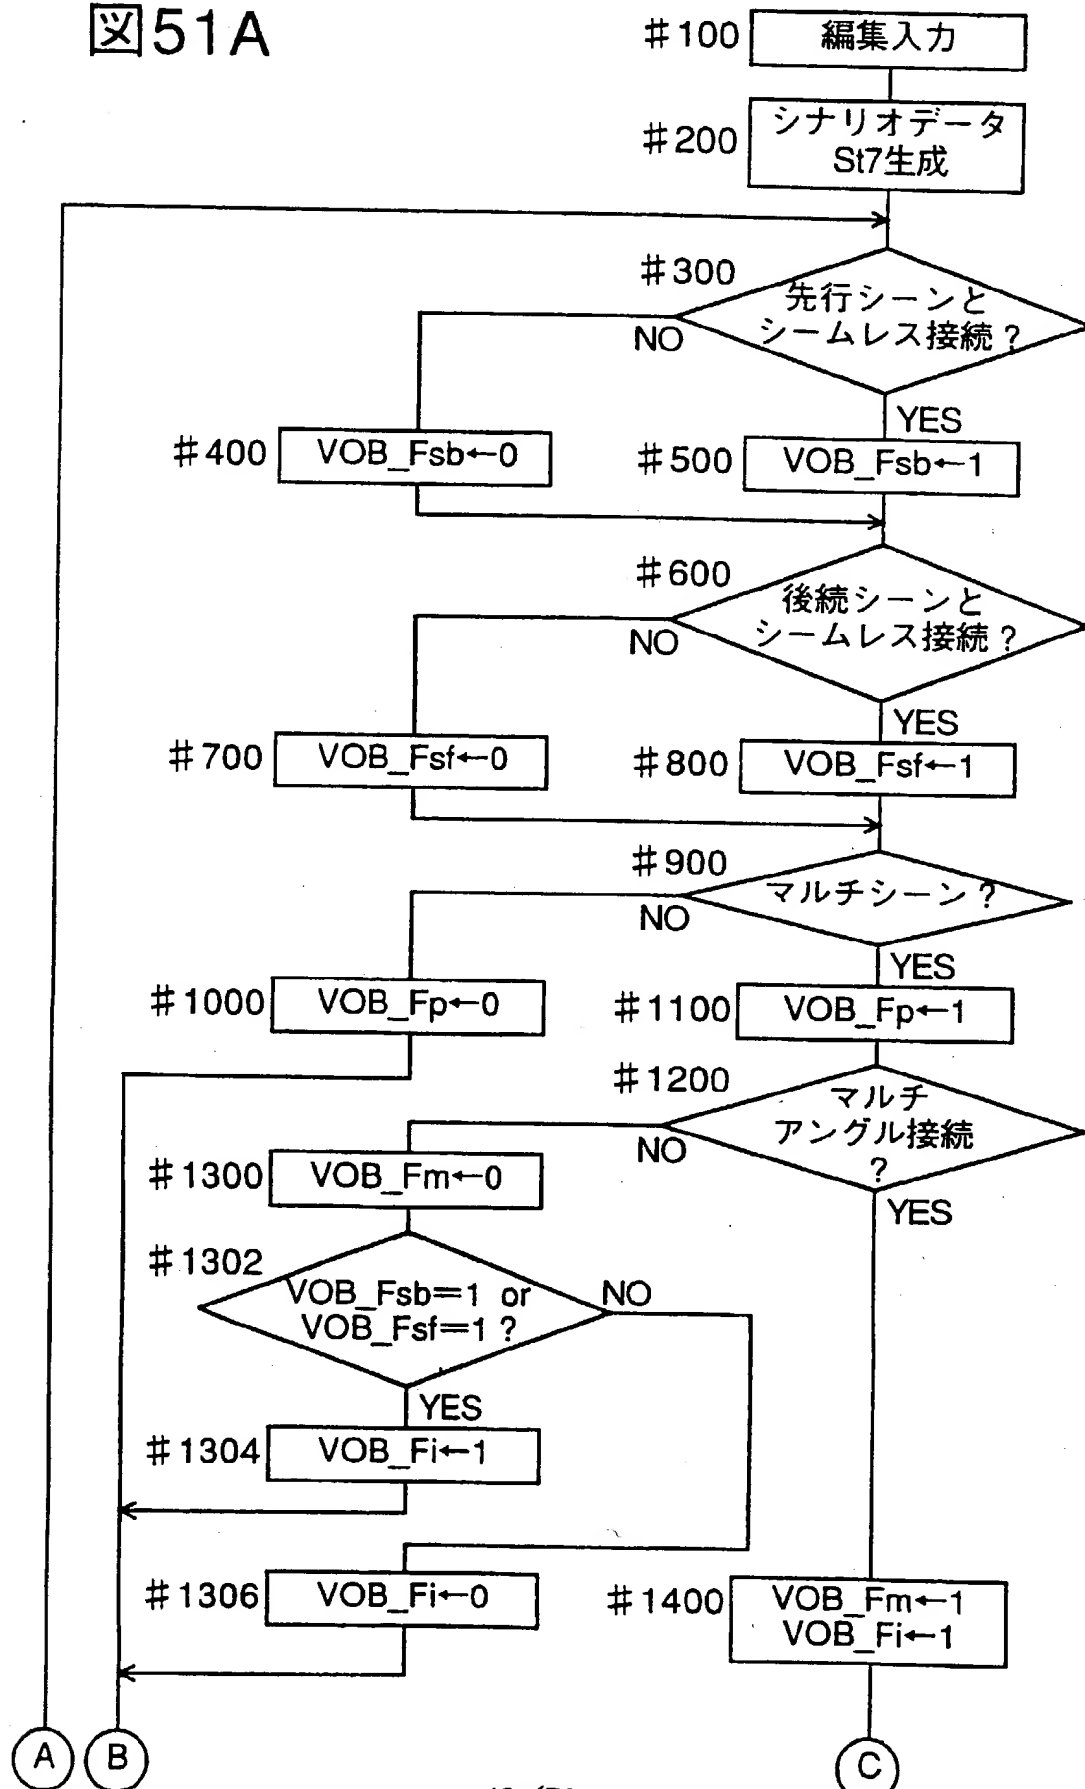 図51A
#100
編集入力
#200
シナリオデータ
St7生成
#300
先行シーンと
シームレス接続？
NO
YES
#400
VOB_Fsb←0
#500
VOB_Fsb←1
#600
後続シーンと
シームレス接続？
NO
YES
#700
VOB_Fsf←0
#800
VOB_Fsf←1
#900
マルチシーン？
NO
YES
#1000
VOB_Fp←0
#1100
VOB_Fp←1
#1200
マルチ
アングル接続
？
NO
YES
#1300
VOB_Fm←0
#1302
VOB_Fsb=1 or
VOB_Fsf=1？
NO
YES
#1304
VOB_Fi←1
#1306
VOB_Fi←0
#1400
VOB_Fm←1
VOB_Fi←1
A
B
C